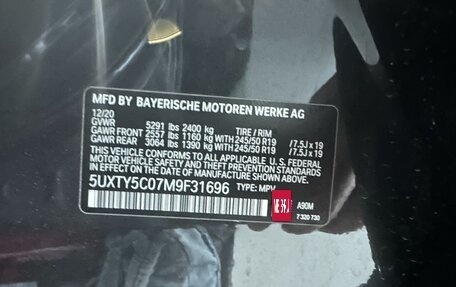 MFD BY BAYERISCHE MOTOREN WERKE AG
12/20
GVWR 5291 lbs 2400 kg TIRE / RIM
GAWR FRONT 2557 lbs 1160 kg 245/50 R19 /7.5J x 19
GAWR REAR 3064 lbs 1390 kg 245/50 R19 /7.5J x 19
THIS VEHICLE CONFORMS TO ALL APPLICABLE U.S. FEDERAL
MOTOR VEHICLE SAFETY, BUMPER AND THEFT PREVENTION STANDARDS
IN EFFECT ON THE DATE OF MANUFACTURE SHOWN ABOVE.
5UXTY5C07M9F31696 TYPE: MPV
A90M
7 320 730